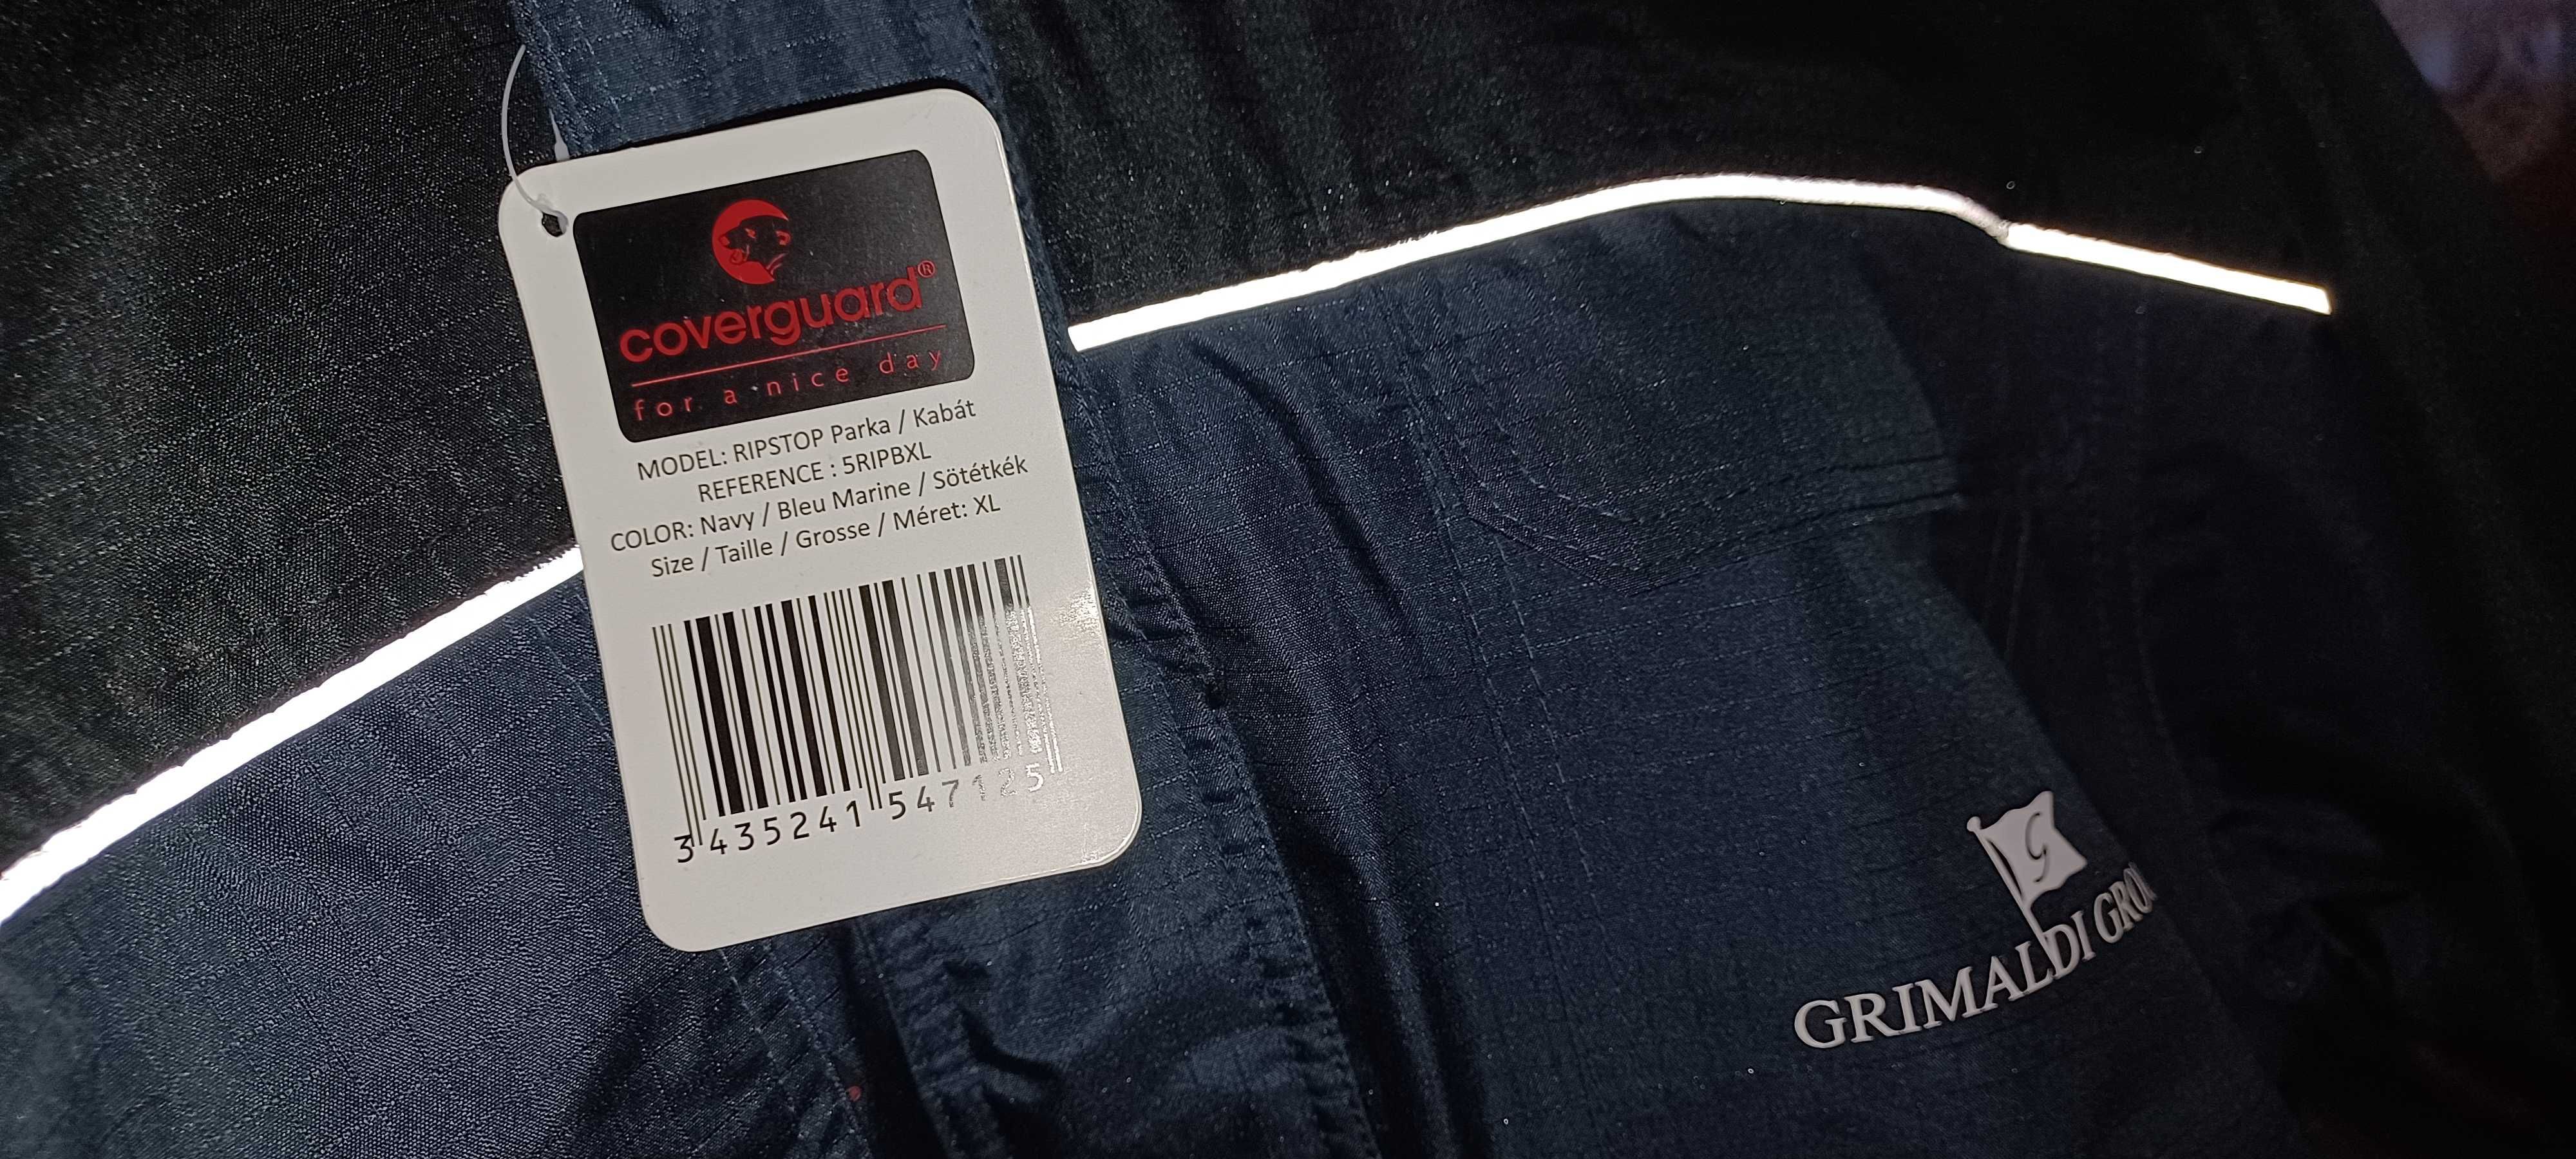 coverguard®
for a nice day
MODEL: RIPSTOP Parka / Kabát
REFERENCE : 5RIPBXL
COLOR: Navy / Bleu Marine / Sötétkék
Size / Taille / Grosse / Méret: XL
3 435241 547125
G
GRIMALDI GROU